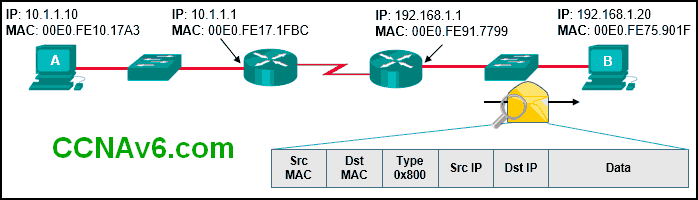 IP: 10.1.1.10
MAC: 00E0.FE10.17A3
IP: 10.1.1.1
MAC: 00E0.FE17.1FBC
IP: 192.168.1.1
MAC: 00E0.FE91.7799
IP: 192.168.1.20
MAC: 00E0.FE75.901F
A
B
CCNAv6.com
Src MAC
Dst MAC
Type 0x800
Src IP
Dst IP
Data